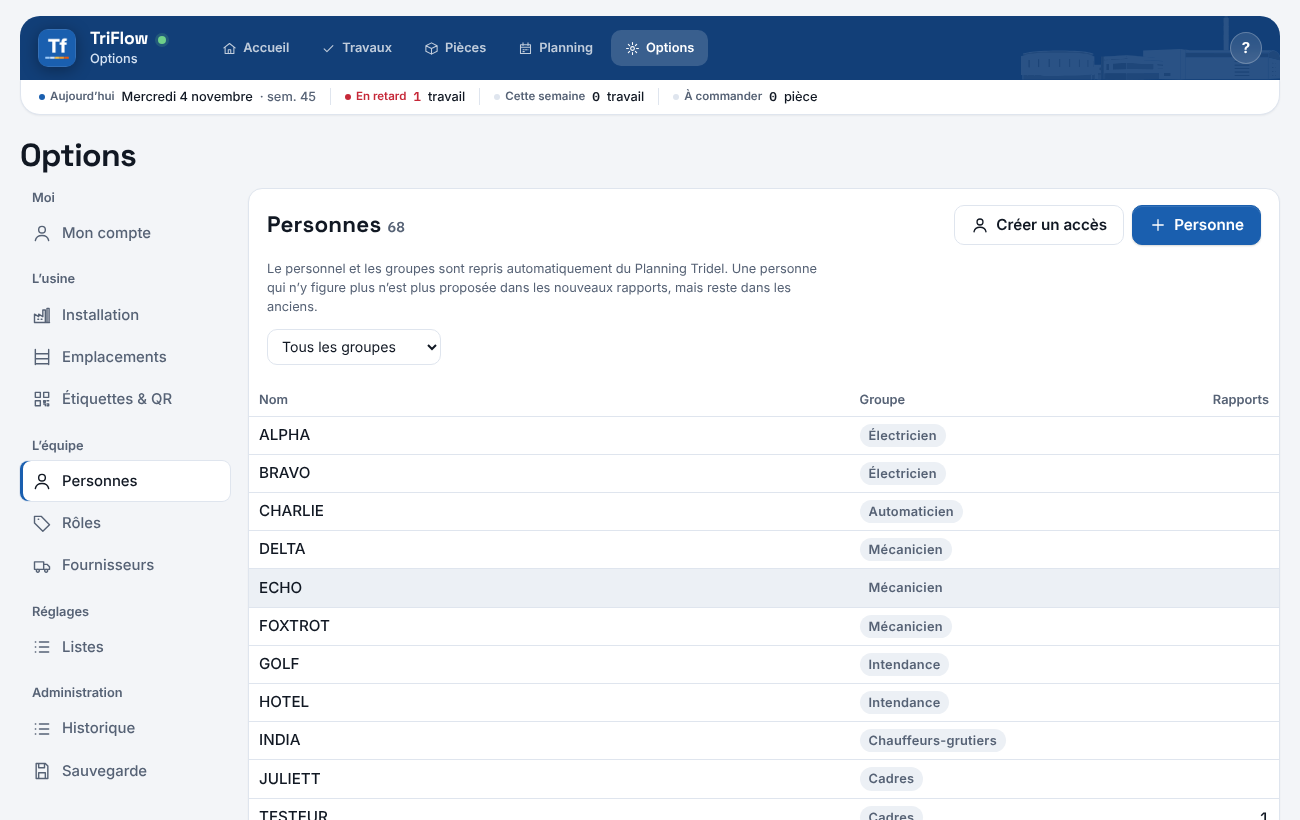 Tf
TriFlow
Options
Accueil
Travaux
Pièces
Planning
Options
?
Aujourd’hui Mercredi 4 novembre · sem. 45
En retard 1 travail
Cette semaine 0 travail
À commander 0 pièce
Options
Moi
Mon compte
L’usine
Installation
Emplacements
Étiquettes & QR
L’équipe
Personnes
Rôles
Fournisseurs
Réglages
Listes
Administration
Historique
Sauvegarde
Personnes 68
Créer un accès
+ Personne
Le personnel et les groupes sont repris automatiquement du Planning Tridel. Une personne
qui n’y figure plus n’est plus proposée dans les nouveaux rapports, mais reste dans les
anciens.
Tous les groupes
Nom Groupe Rapports
ALPHA Électricien
BRAVO Électricien
CHARLIE Automaticien
DELTA Mécanicien
ECHO Mécanicien
FOXTROT Mécanicien
GOLF Intendance
HOTEL Intendance
INDIA Chauffeurs-grutiers
JULIETT Cadres
TESTEUR Cadres 1